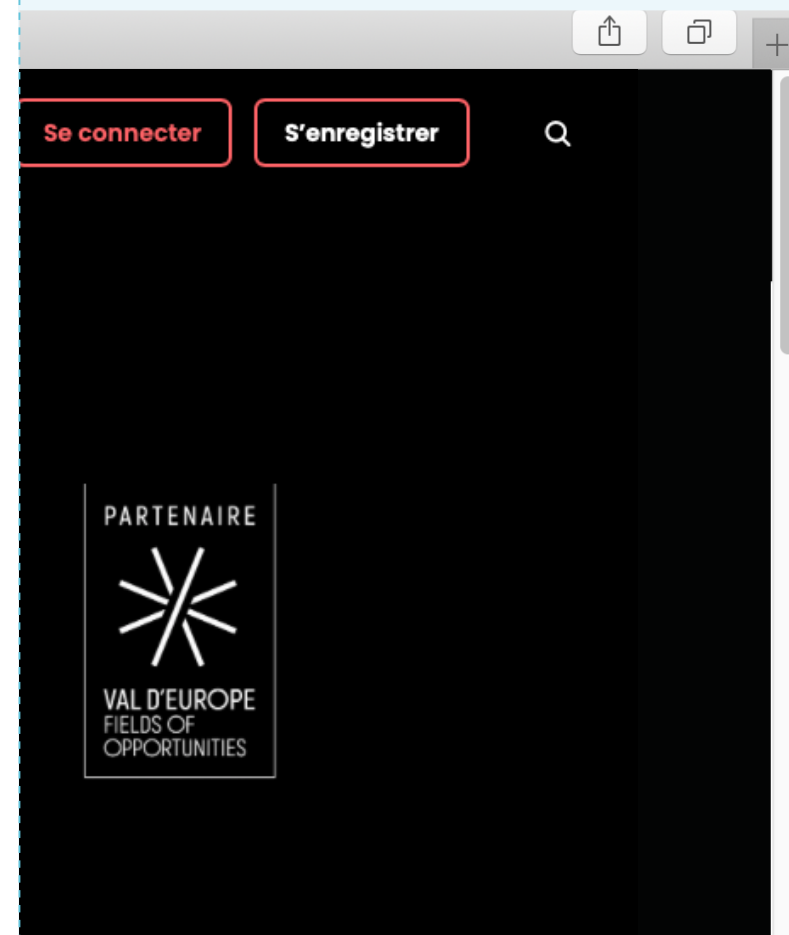 Se connecter
S’enregistrer
PARTENAIRE
VAL D'EUROPE
FIELDS OF
OPPORTUNITIES